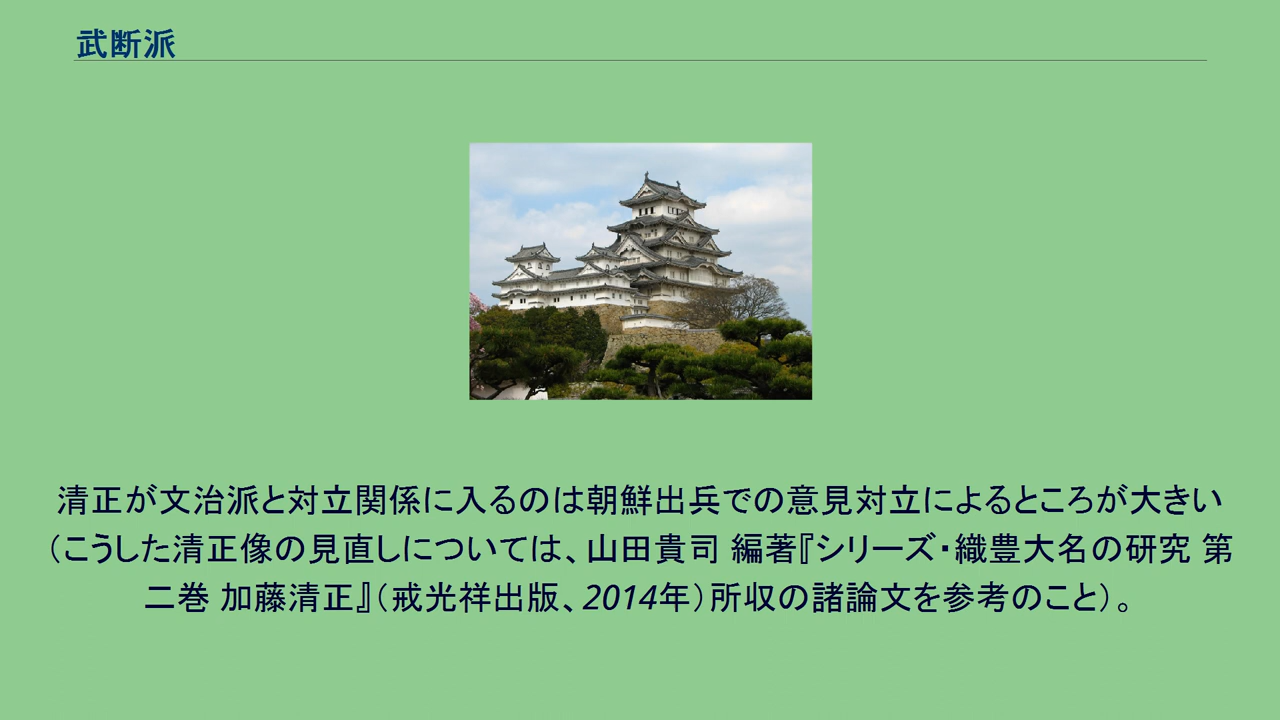 武断派
清正が文治派と対立関係に入るのは朝鮮出兵での意見対立によるところが大きい
（こうした清正像の見直しについては、山田貴司 編著『シリーズ・織豊大名の研究 第
二巻 加藤清正』（戒光祥出版、2014年）所収の諸論文を参考のこと）。